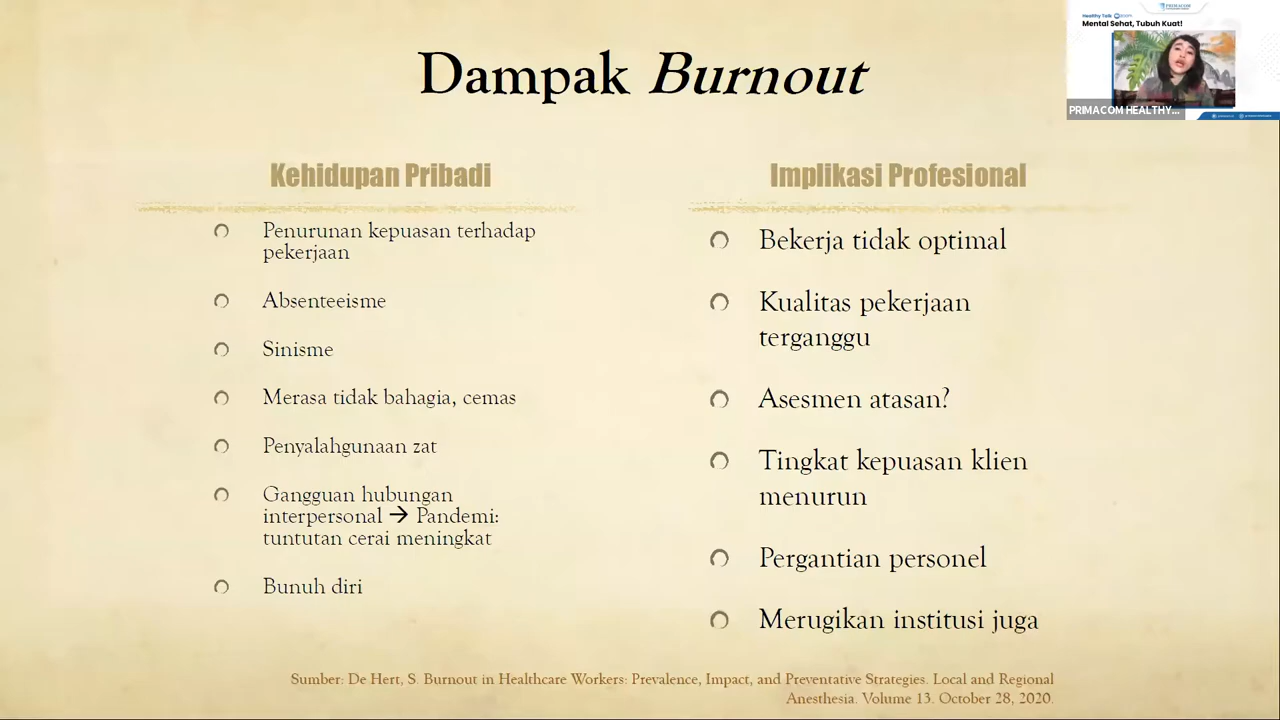 PRIMACOM
Healthy Talk
Mental Sehat, Tubuh Kuat!
PRIMACOM HEALTHY...
Dampak Burnout
Kehidupan Pribadi
Penurunan kepuasan terhadap
pekerjaan
Absenteeisme
Sinisme
Merasa tidak bahagia, cemas
Penyalahgunaan zat
Gangguan hubungan
interpersonal → Pandemi:
tuntutan cerai meningkat
Bunuh diri
Implikasi Profesional
Bekerja tidak optimal
Kualitas pekerjaan
terganggu
Asesmen atasan?
Tingkat kepuasan klien
menurun
Pergantian personel
Merugikan institusi juga
Sumber: De Hert, S. Burnout in Healthcare Workers: Prevalence, Impact, and Preventative Strategies. Local and Regional
Anesthesia. Volume 13. October 28, 2020.